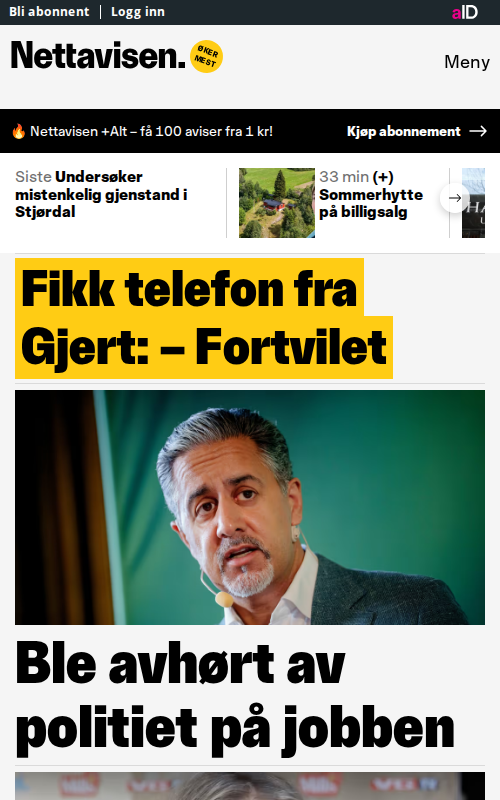 Bli abonnent | Logg inn
aID
Nettavisen.
ØKER
MEST
Meny
🔥 Nettavisen +Alt – få 100 aviser fra 1 kr!
Kjøp abonnement →
Siste Undersøker
mistenkelig gjenstand i
Stjørdal
33 min (+)
Sommerhytte
på billigsalg
Fikk telefon fra
Gjert: – Fortvilet
Ble avhørt av
politiet på jobben